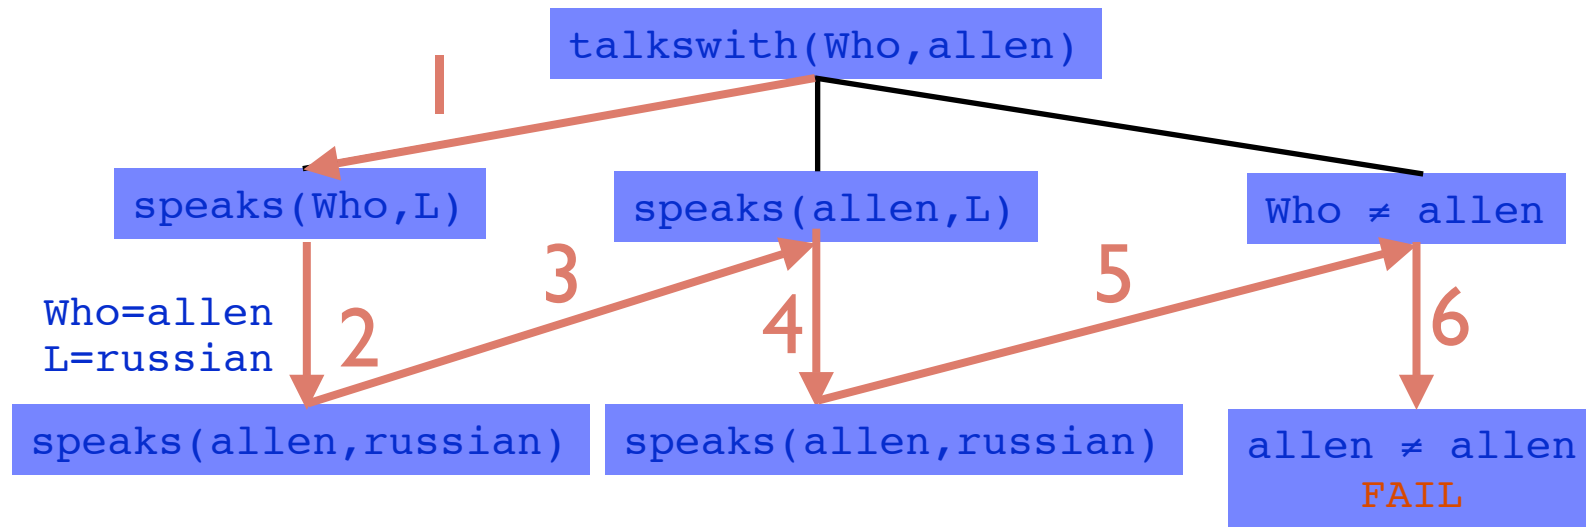 talkswith(Who,allen)
1
speaks(Who,L)
speaks(allen,L)
Who ≠ allen
3
5
Who=allen
L=russian
2
4
6
speaks(allen,russian)
speaks(allen,russian)
allen ≠ allen
FAIL